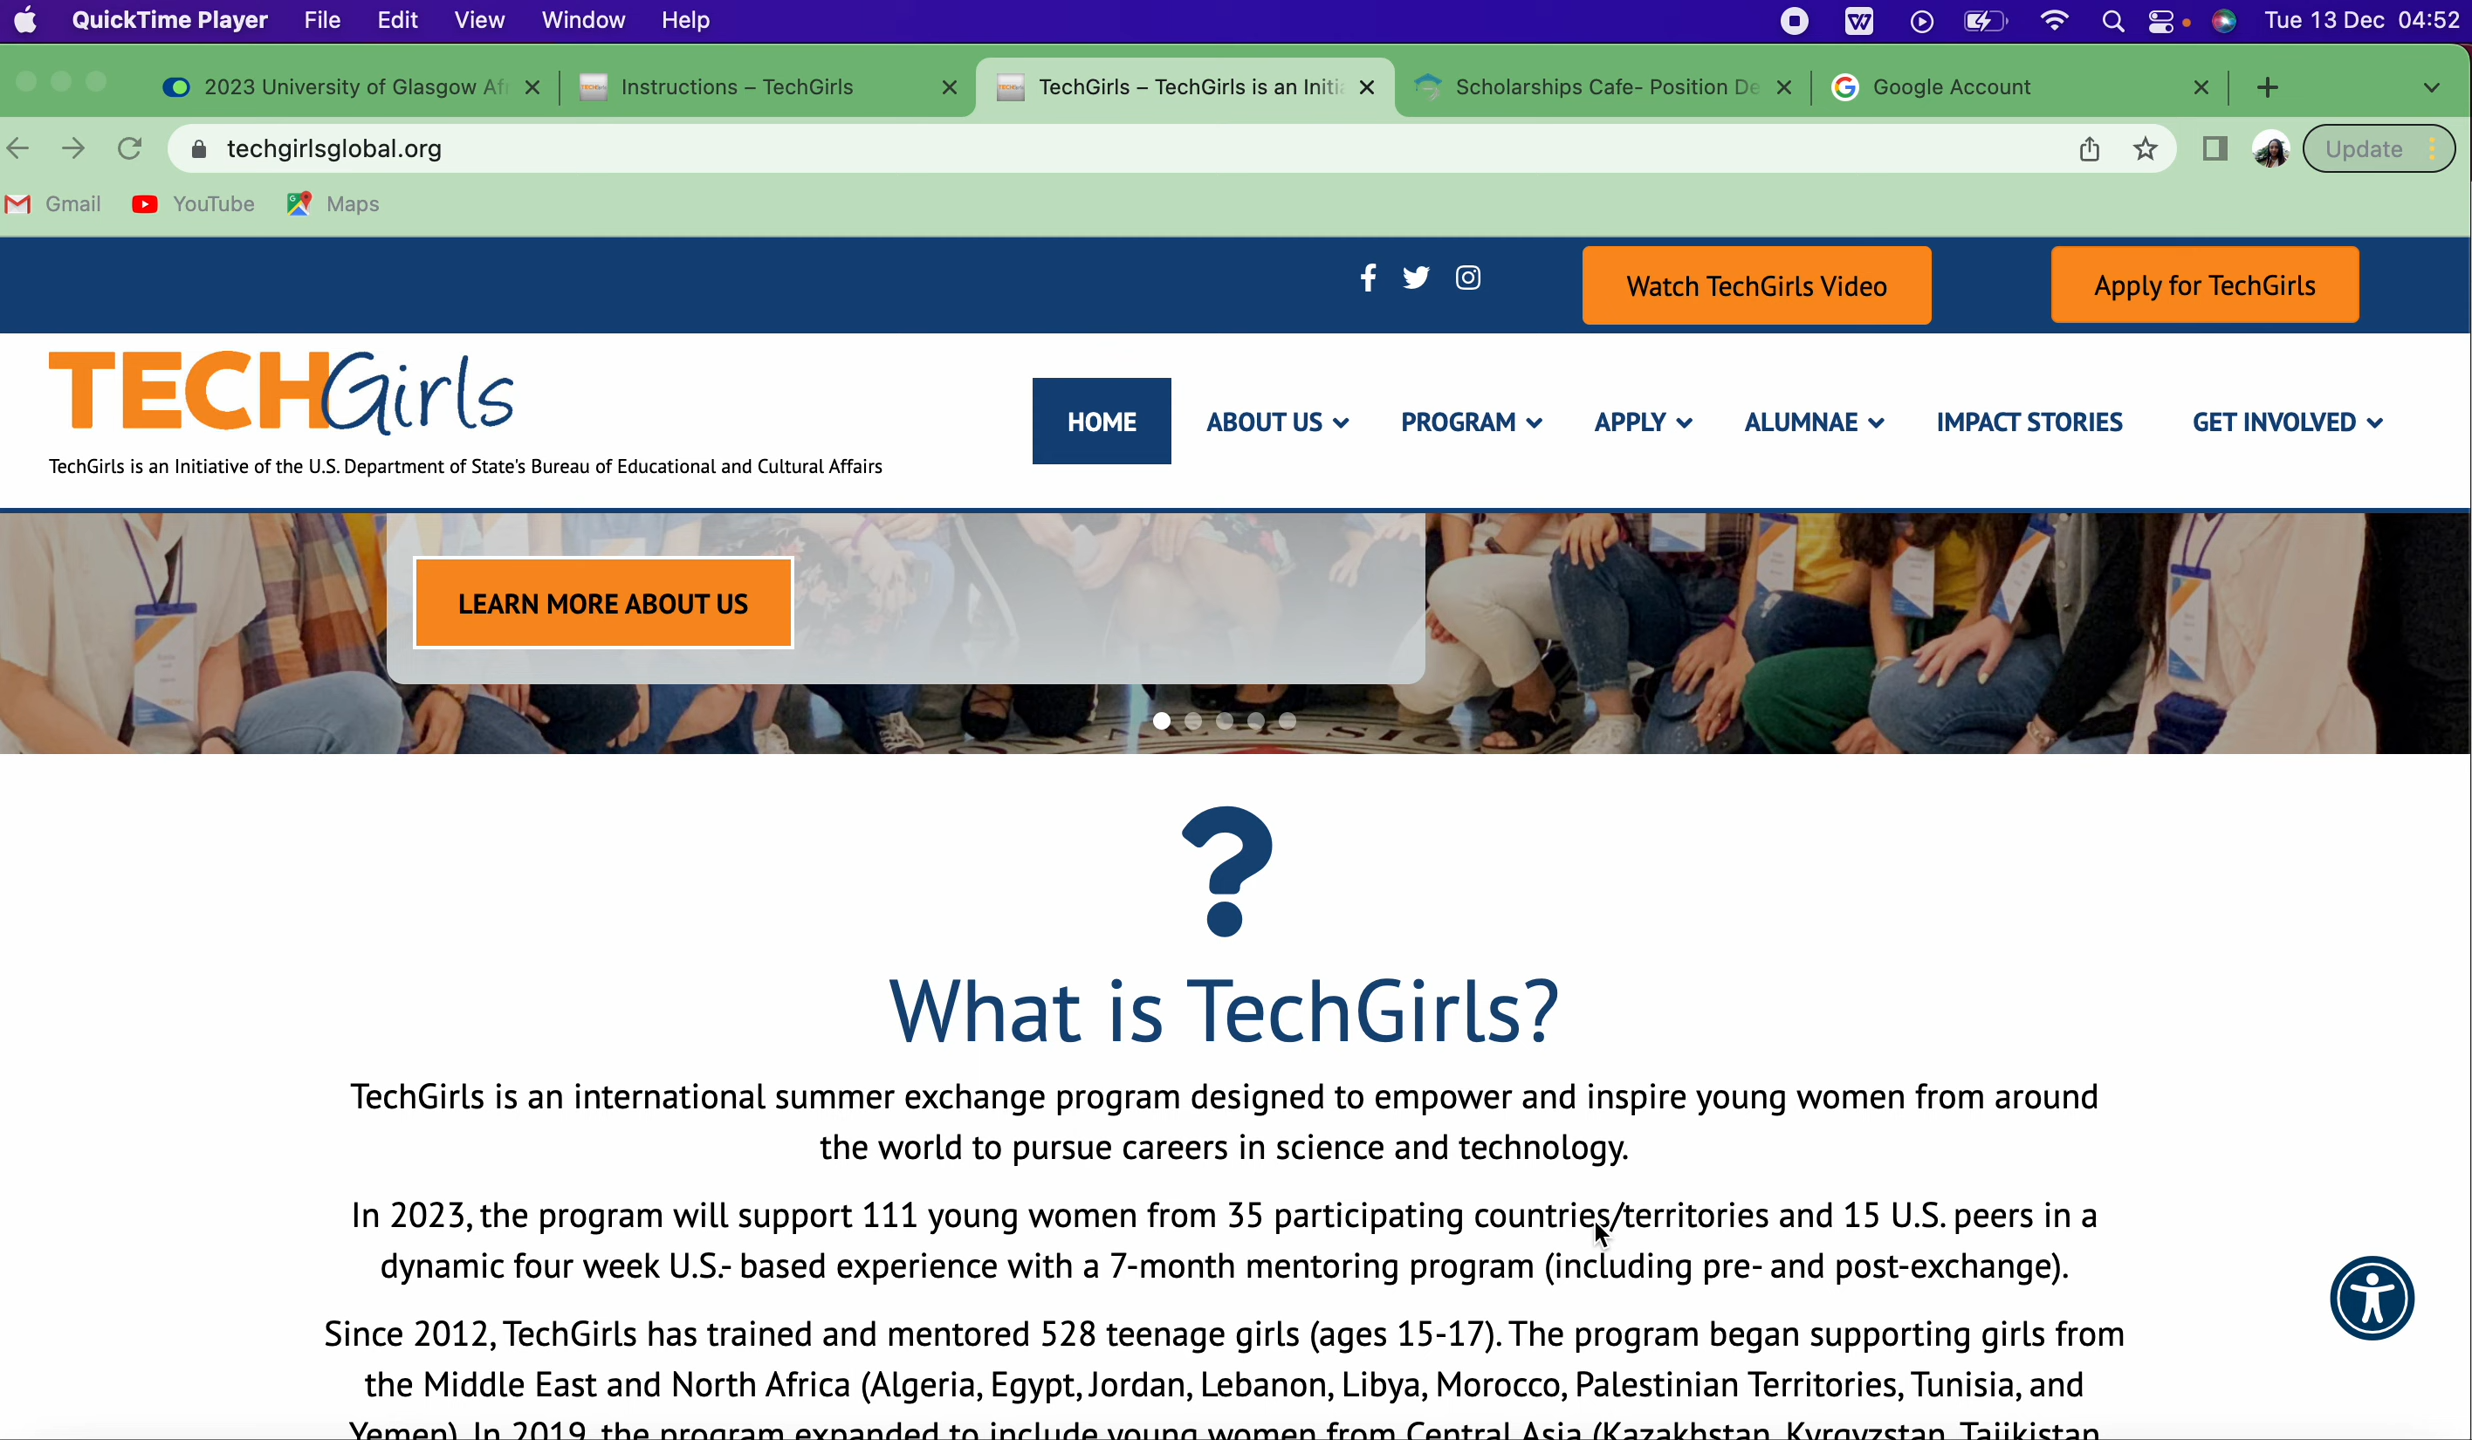 QuickTime Player File Edit View Window Help Tue 13 Dec 04:52
2023 University of Glasgow Afr Instructions – TechGirls TechGirls – TechGirls is an Initia Scholarships Cafe- Position De Google Account
techgirlsglobal.org Update
Gmail YouTube Maps
Watch TechGirls Video Apply for TechGirls
TECHGirls
HOME ABOUT US PROGRAM APPLY ALUMNAE IMPACT STORIES GET INVOLVED
TechGirls is an Initiative of the U.S. Department of State's Bureau of Educational and Cultural Affairs
LEARN MORE ABOUT US
What is TechGirls?
TechGirls is an international summer exchange program designed to empower and inspire young women from around
the world to pursue careers in science and technology.
In 2023, the program will support 111 young women from 35 participating countries/territories and 15 U.S. peers in a
dynamic four week U.S.- based experience with a 7-month mentoring program (including pre- and post-exchange).
Since 2012, TechGirls has trained and mentored 528 teenage girls (ages 15-17). The program began supporting girls from
the Middle East and North Africa (Algeria, Egypt, Jordan, Lebanon, Libya, Morocco, Palestinian Territories, Tunisia, and
Yemen). In 2019, the program expanded to include young women from Central Asia (Kazakhstan, Kyrgyzstan, Tajikistan,